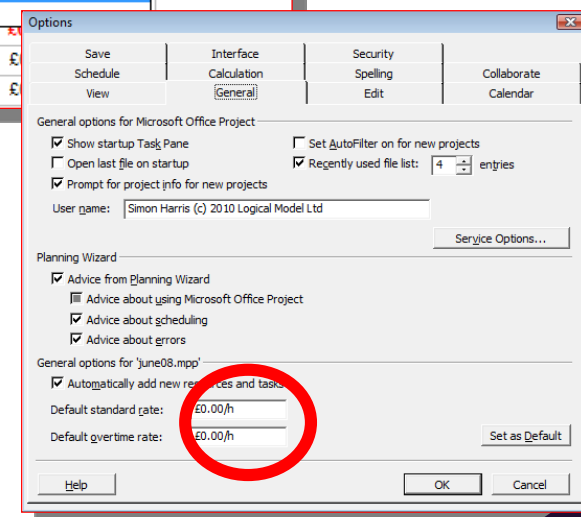 Options
Save Interface Security
Schedule Calculation Spelling Collaborate
View General Edit Calendar
General options for Microsoft Office Project
Show startup Task Pane Set AutoFilter on for new projects
Open last file on startup Recently used file list: 4 entries
Prompt for project info for new projects
User name: Simon Harris (c) 2010 Logical Model Ltd
Service Options...
Planning Wizard
Advice from Planning Wizard
Advice about using Microsoft Office Project
Advice about scheduling
Advice about errors
General options for 'june08.mpp'
Automatically add new resources and tasks
Default standard rate: £0.00/h
Default overtime rate: £0.00/h Set as Default
Help OK Cancel